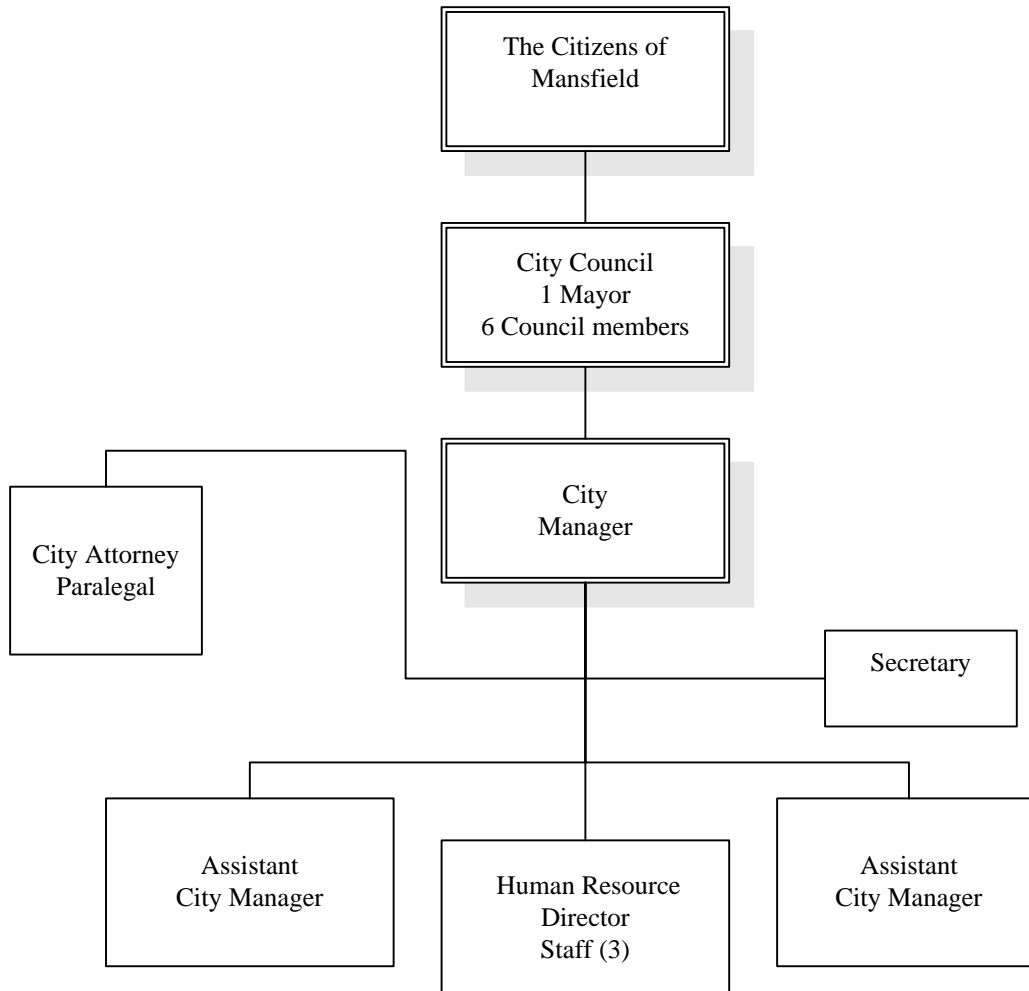 The Citizens of
Mansfield
City Council
1 Mayor
6 Council members
City
Manager
City Attorney
Paralegal
Secretary
Assistant
City Manager
Human Resource
Director
Staff (3)
Assistant
City Manager